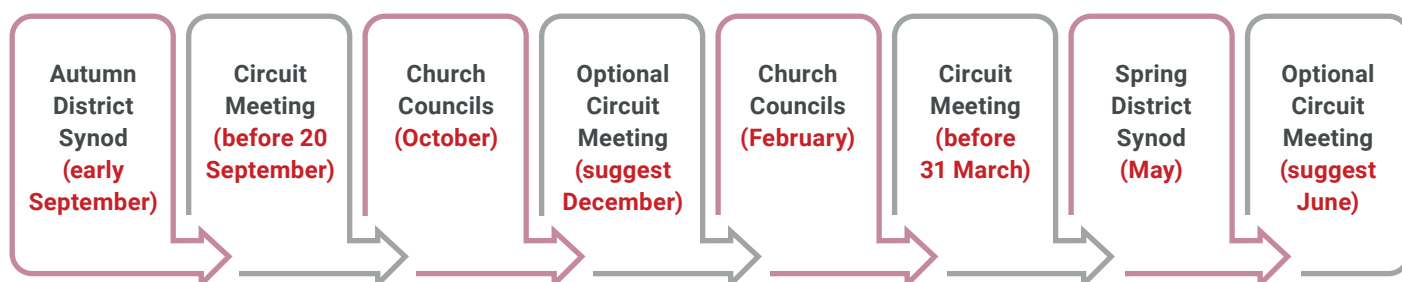 Autumn
District
Synod
(early
September)
Circuit
Meeting
(before 20
September)
Church
Councils
(October)
Optional
Circuit
Meeting
(suggest
December)
Church
Councils
(February)
Circuit
Meeting
(before
31 March)
Spring
District
Synod
(May)
Optional
Circuit
Meeting
(suggest
June)